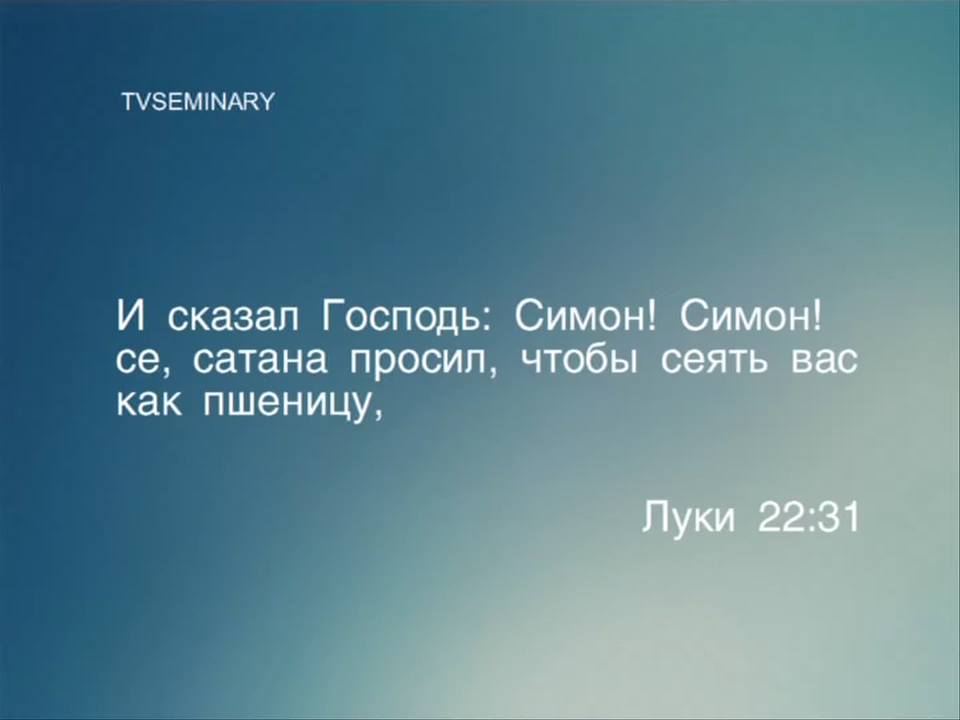 TVSEMINARY
И сказал Господь: Симон! Симон!
се, сатана просил, чтобы сеять вас
как пшеницу,
Луки 22:31